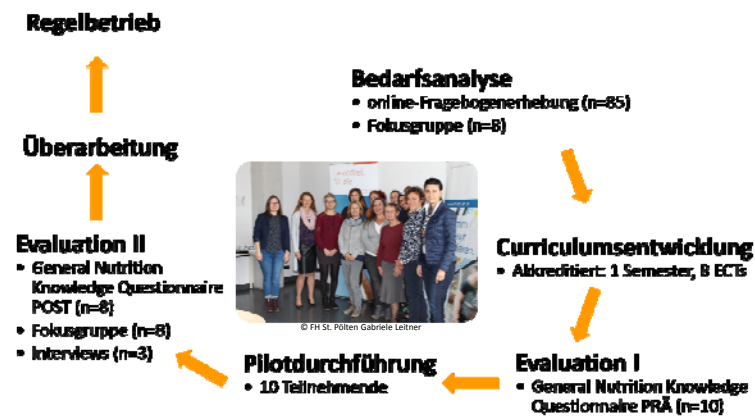 Regelbetrieb
Bedarfsanalyse
• online-Fragebogenerhebung (n=85)
• Fokusgruppe (n=8)
Überarbeitung
Evaluation II
• General Nutrition
Knowledge Questionnaire
POST (n=8)
• Fokusgruppe (n=8)
• Interviews (n=3)
Curriculumsentwicklung
• Akkreditiert: 1 Semester, 8 ECTs
© FH St. Pölten Gabriele Leitner
Pilotdurchführung
• 10 Teilnehmende
Evaluation I
• General Nutrition Knowledge
Questionnaire PRÄ (n=10)